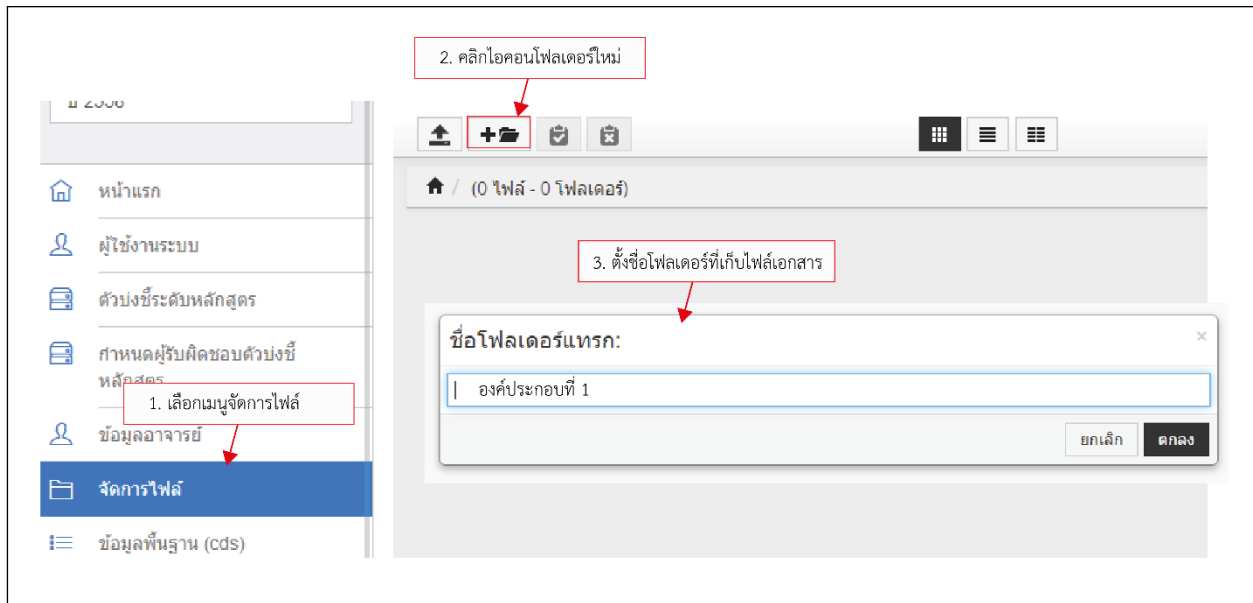 2. คลิกไอคอนโฟลเดอร์ใหม่
ปี 2558
หน้าแรก
ผู้ใช้งานระบบ
ตัวบ่งชี้ระดับหลักสูตร
กำหนดผู้รับผิดชอบตัวบ่งชี้
หลักสูตร
1. เลือกเมนูจัดการไฟล์
ข้อมูลอาจารย์
จัดการไฟล์
ข้อมูลพื้นฐาน (cds)
/ (0 ไฟล์ - 0 โฟลเดอร์)
3. ตั้งชื่อโฟลเดอร์ที่เก็บไฟล์เอกสาร
ชื่อโฟลเดอร์แทรก:
×
องค์ประกอบที่ 1
ยกเลิก ตกลง